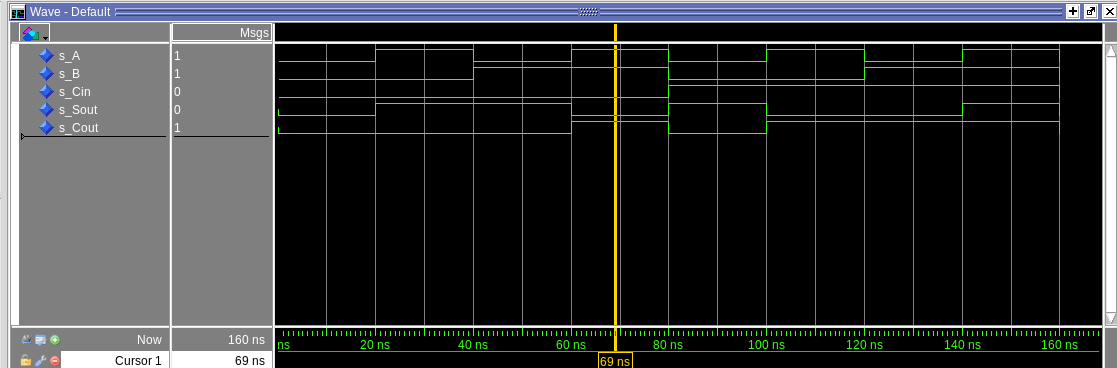 Wave - Default
Msgs
s_A 1
s_B 1
s_Cin 0
s_Sout 0
s_Cout 1
Now 160 ns ns 20 ns 40 ns 60 ns 80 ns 100 ns 120 ns 140 ns 160 ns
Cursor 1 69 ns 69 ns